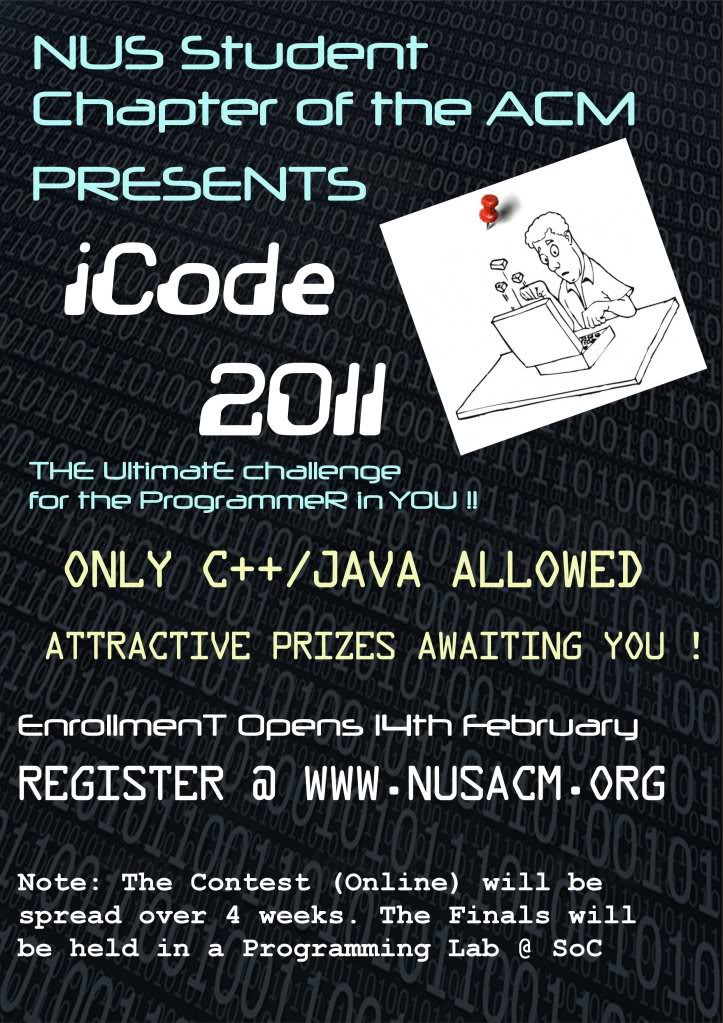 NUS Student
Chapter of the ACM
PRESENTS
iCode
2011
THE UltimatE challenge
for the ProgrammeR in YOU !!
ONLY C++/JAVA ALLOWED
ATTRACTIVE PRIZES AWAITING YOU !
EnrollmenT Opens 14th February
REGISTER @ WWW.NUSACM.ORG
Note: The Contest (Online) will be
spread over 4 weeks. The Finals will
be held in a Programming Lab @ SoC